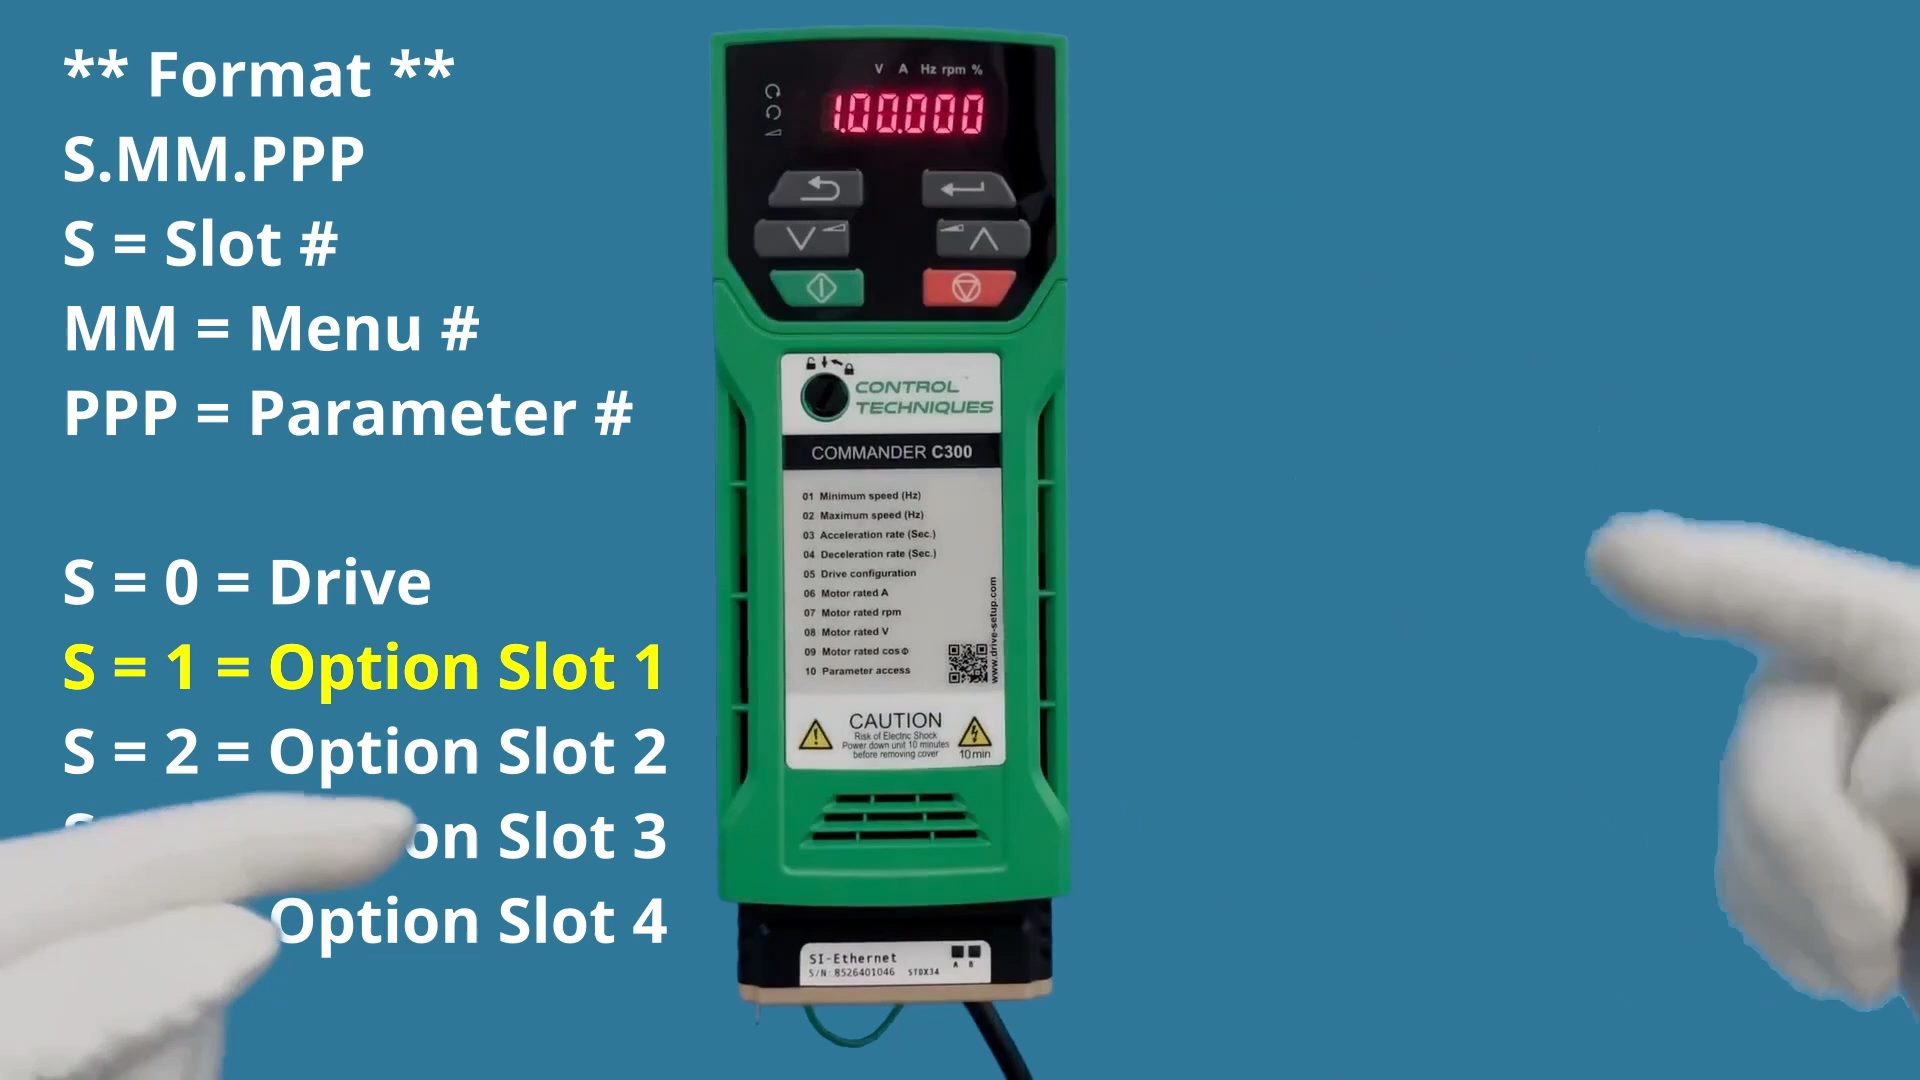 ** Format **
S.MM.PPP
S = Slot #
MM = Menu #
PPP = Parameter #
S = 0 = Drive
S = 1 = Option Slot 1
S = 2 = Option Slot 2
on Slot 3
Option Slot 4
V A Hz rpm %
1.00.000
CONTROL
TECHNIQUES
COMMANDER C300
01 Minimum speed (Hz)
02 Maximum speed (Hz)
03 Acceleration rate (Sec.)
04 Deceleration rate (Sec.)
05 Drive configuration
06 Motor rated A
07 Motor rated rpm
08 Motor rated V
09 Motor rated cos Φ
10 Parameter access
www.drive-setup.com
CAUTION
Risk of Electric Shock
Power down unit 10 minutes
before removing cover
10min
SI-Ethernet
S/N: 8526401046 STDX34
A B